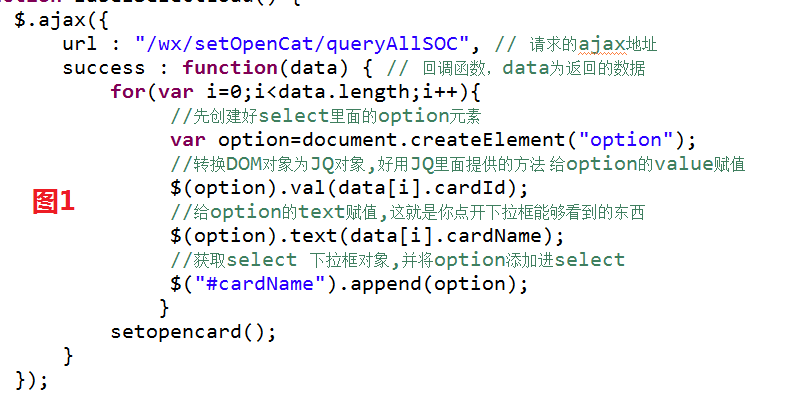 $.ajax({
url : "/wx/setOpenCat/queryAllSOC", // 请求的ajax地址
success : function(data) { // 回调函数，data为返回的数据
for(var i=0;i<data.length;i++){
//先创建好select里面的option元素
var option=document.createElement("option");
//转换DOM对象为JQ对象,好用JQ里面提供的方法 给option的value赋值
$(option).val(data[i].cardId);
//给option的text赋值,这就是你点开下拉框能够看到的东西
$(option).text(data[i].cardName);
//获取select 下拉框对象,并将option添加进select
$("#cardName").append(option);
}
setopencard();
}
});
图1